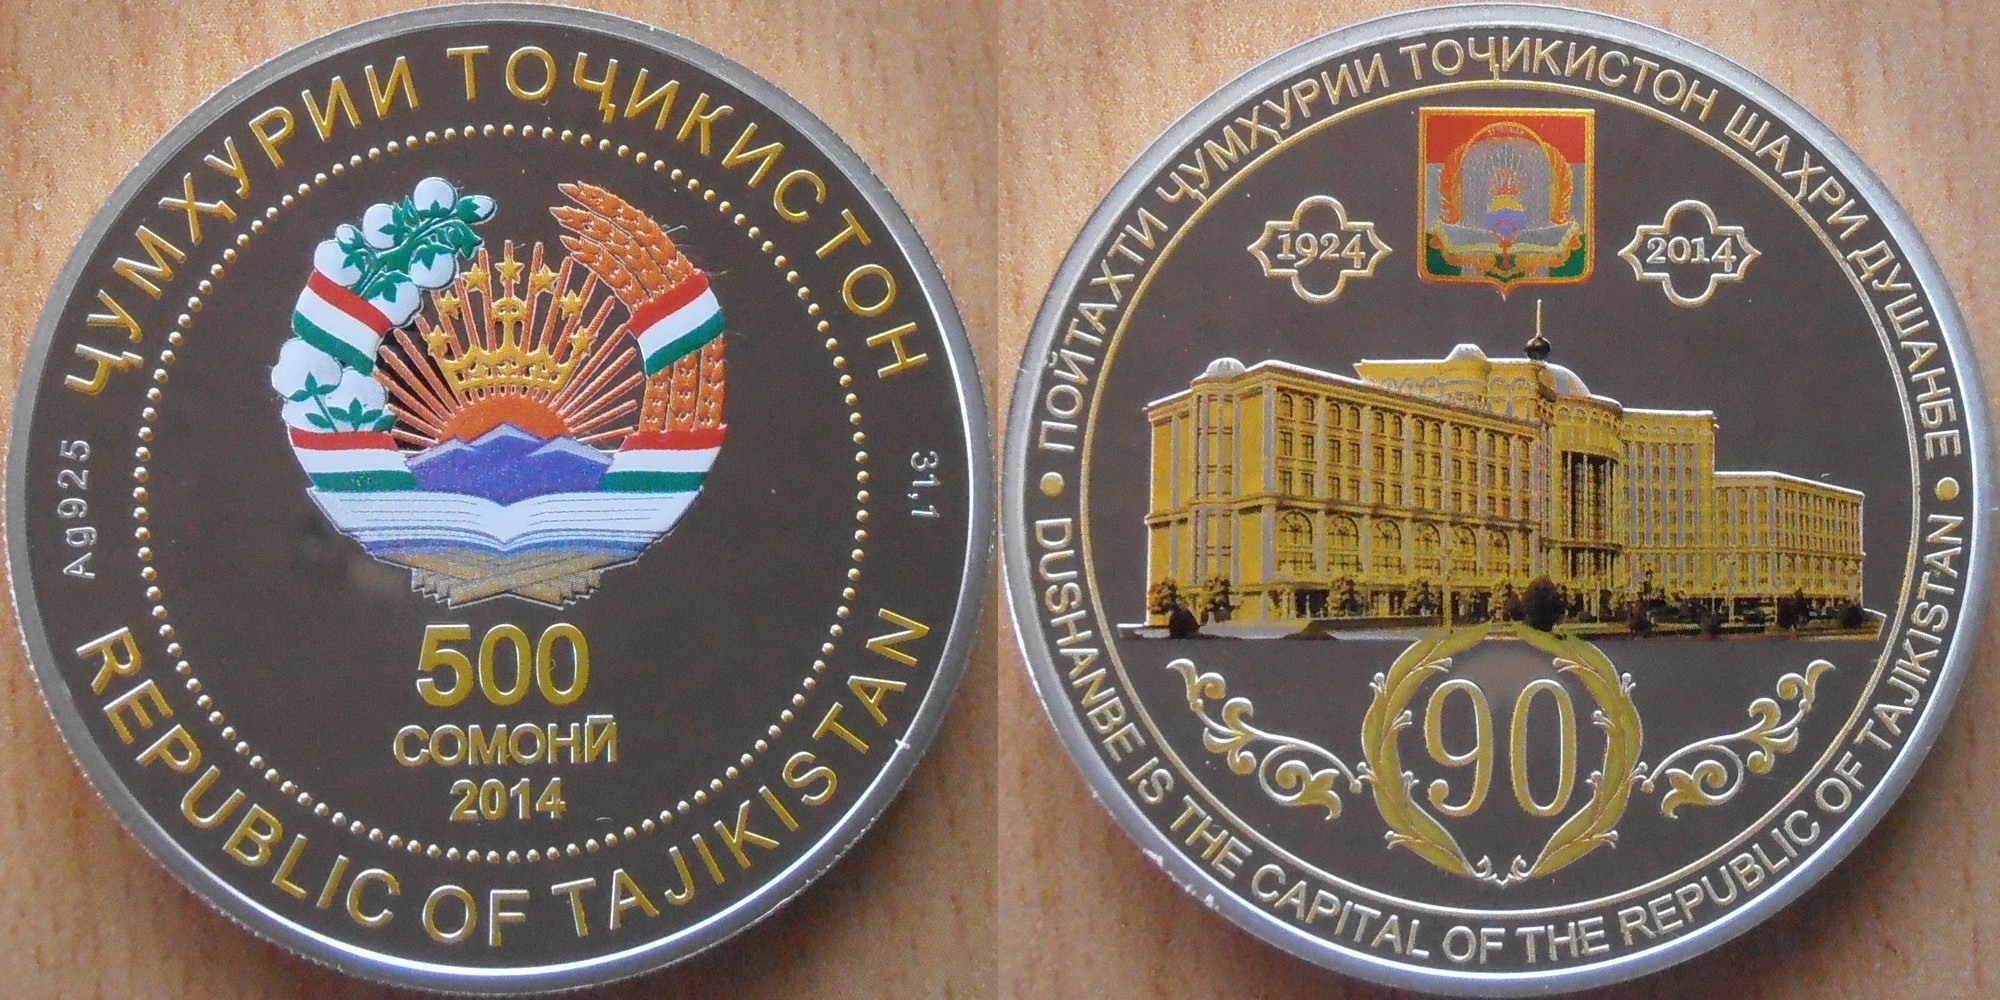 ҶУМҲУРИИ ТОҶИКИСТОН
Ag925
31,1
500
СОМОНӢ
2014
REPUBLIC OF TAJIKISTAN
ПОЙТАХТИ ҶУМҲУРИИ ТОҶИКИСТОН ШАҲРИ ДУШАНБЕ
1924
2014
90
DUSHANBE IS THE CAPITAL OF THE REPUBLIC OF TAJIKISTAN